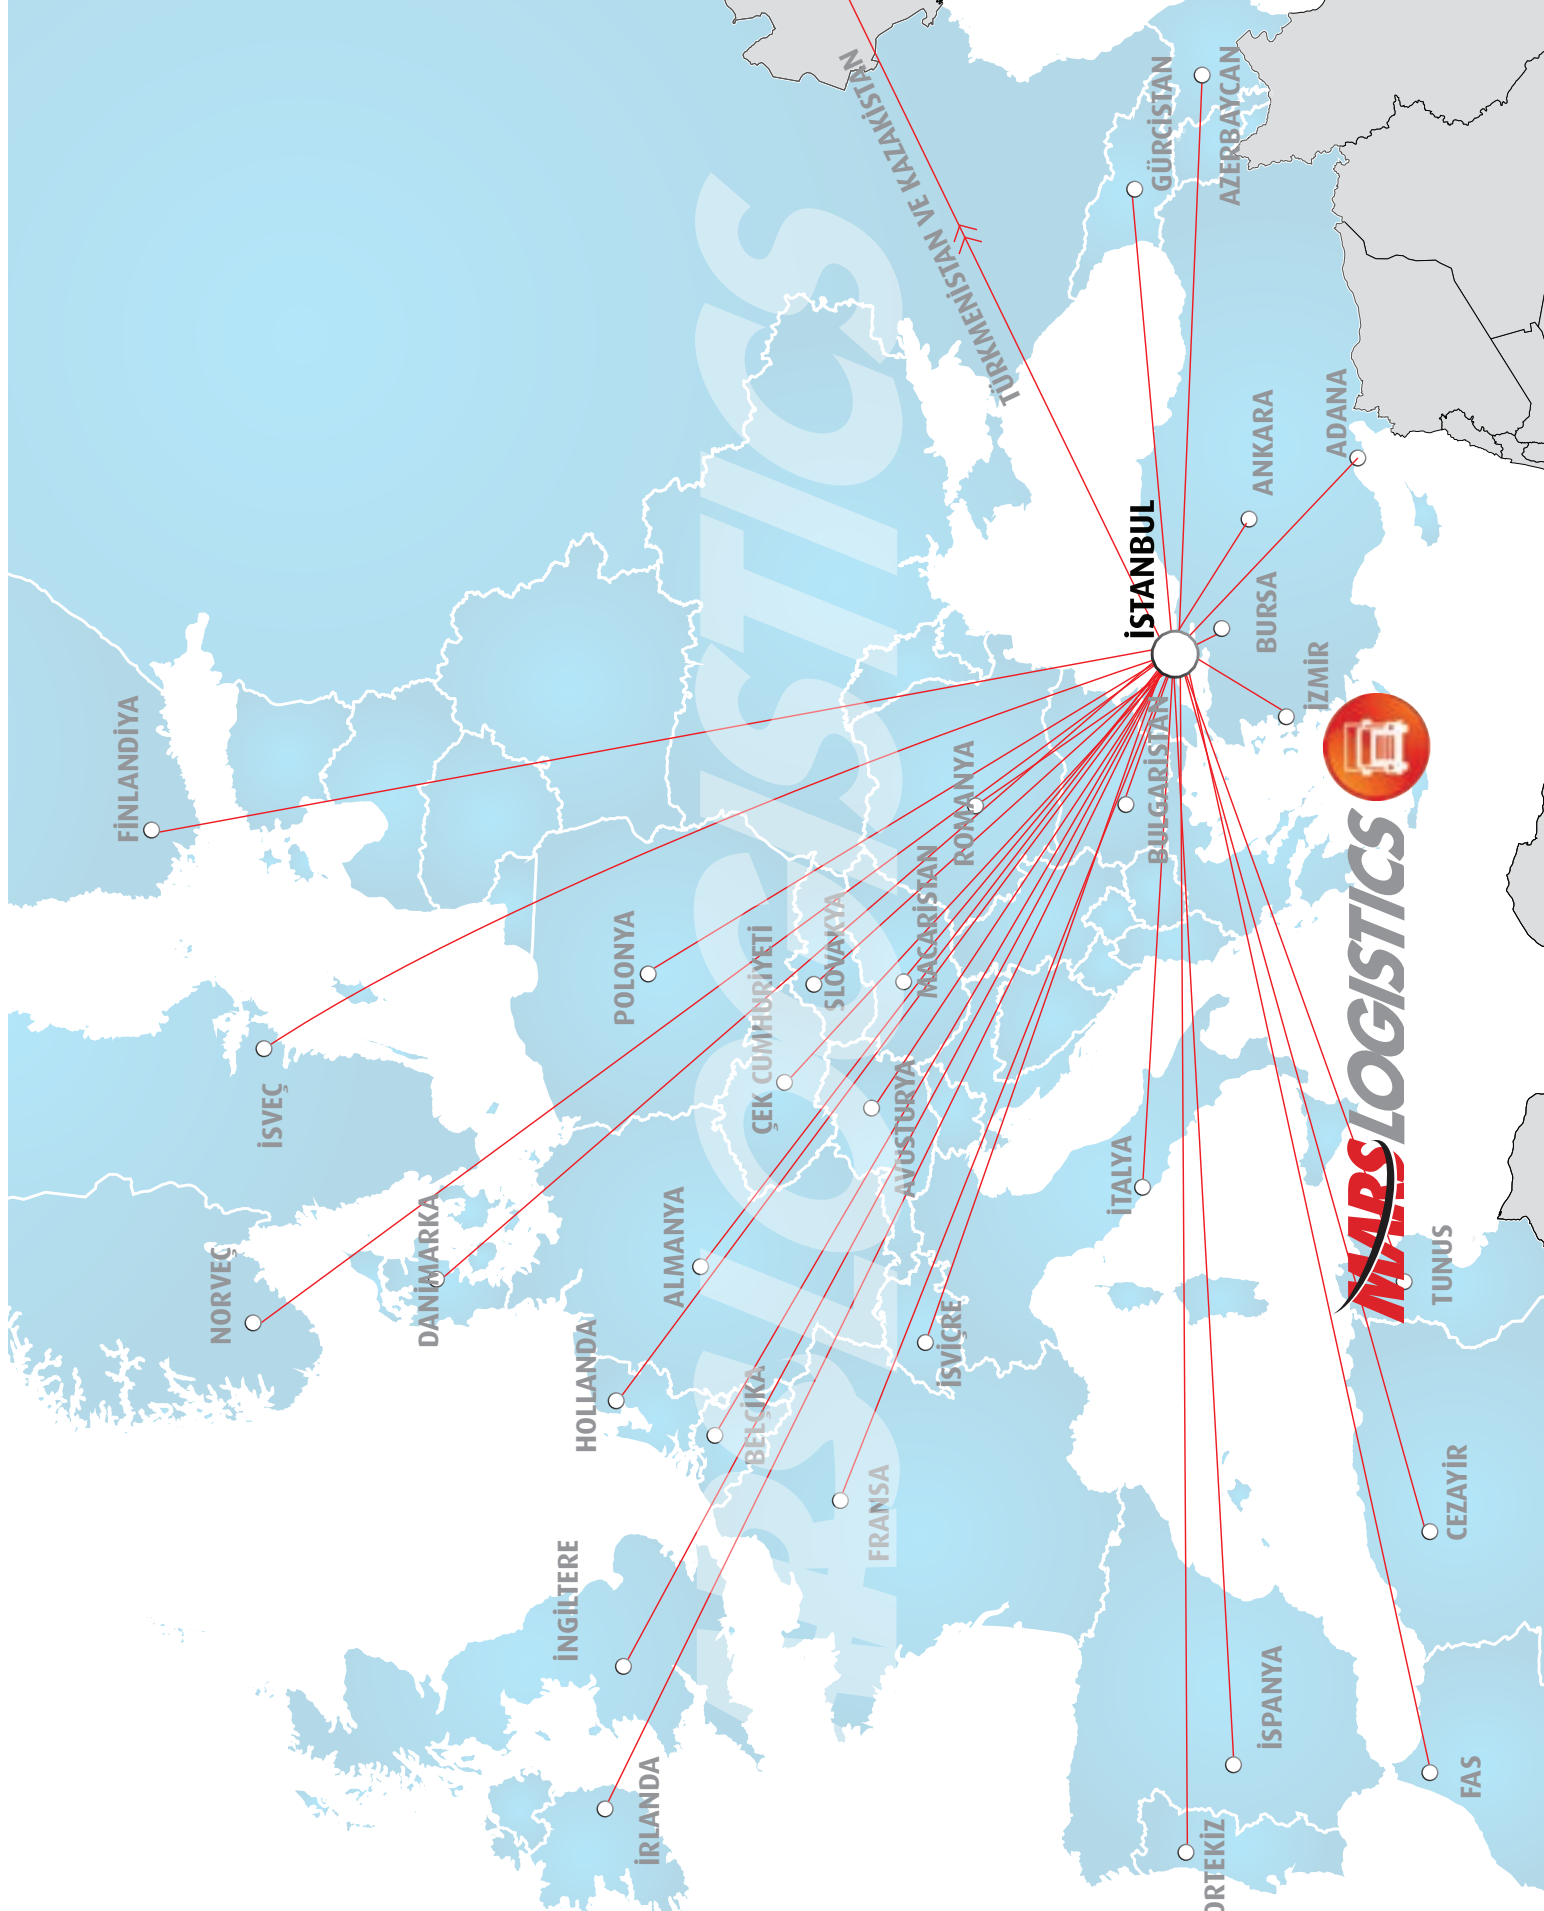 FİNLANDİYA
İSVEÇ
NORVEÇ
DANİMARKA
POLONYA
ALMANYA
HOLLANDA
BELÇİKA
İNGİLTERE
İRLANDA
FRANSA
İSVİÇRE
AVUSTURYA
ÇEK CUMHURİYETİ
SLOVAKYA
MACARİSTAN
ROMANYA
BULGARİSTAN
İTALYA
İSPANYA
ORTEKİZ
FAS
CEZAYİR
TUNUS
İSTANBUL
BURSA
İZMİR
ANKARA
ADANA
GÜRCİSTAN
AZERBAYCAN
TÜRKMENİSTAN VE KAZAKİSTAN
MARS LOGISTICS
RS LOGISTICS